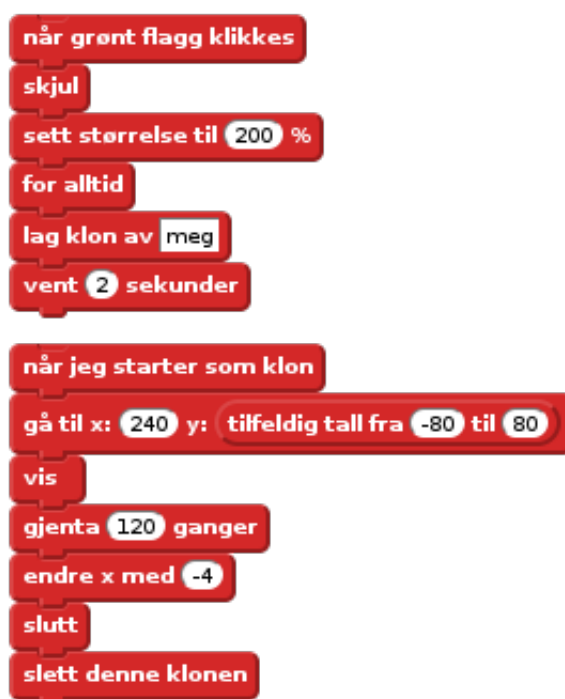 når grønt flagg klikkes
skjul
sett størrelse til 200 %
for alltid
lag klon av meg
vent 2 sekunder
når jeg starter som klon
gå til x: 240 y: tilfeldig tall fra -80 til 80
vis
gjenta 120 ganger
endre x med -4
slutt
slett denne klonen